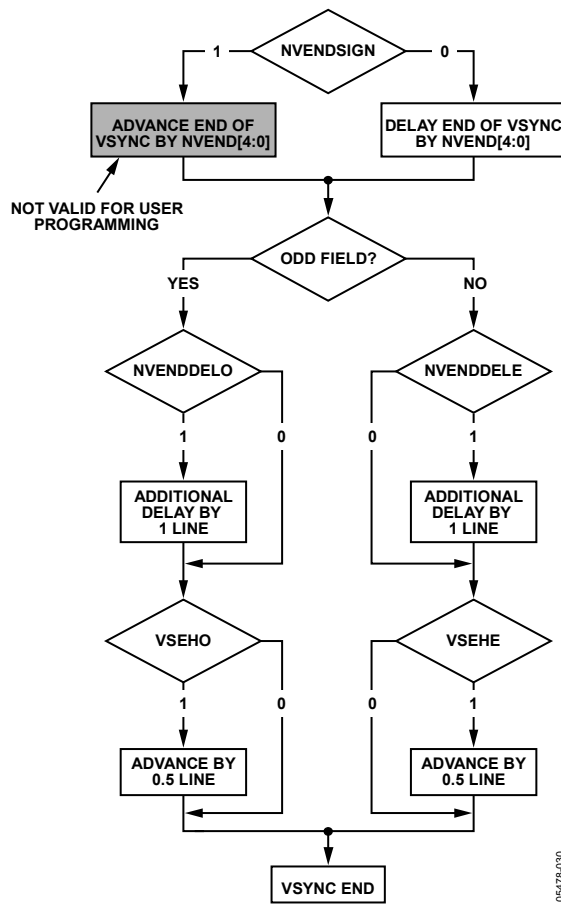 NVENDSIGN
1
0
ADVANCE END OF
VSYNC BY NVEND[4:0]
DELAY END OF VSYNC
BY NVEND[4:0]
NOT VALID FOR USER
PROGRAMMING
ODD FIELD?
YES
NO
NVENDDELO
NVENDDELE
1
0
0
1
ADDITIONAL
DELAY BY
1 LINE
ADDITIONAL
DELAY BY
1 LINE
VSEHO
VSEHE
1
0
0
1
ADVANCE BY
0.5 LINE
ADVANCE BY
0.5 LINE
VSYNC END
05478-030